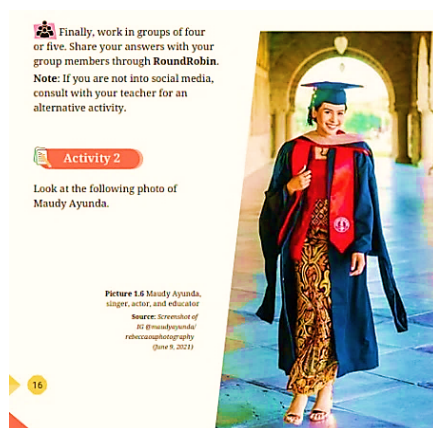 Finally, work in groups of four
or five. Share your answers with your
group members through RoundRobin.
Note: If you are not into social media,
consult with your teacher for an
alternative activity.
Activity 2
Look at the following photo of
Maudy Ayunda.
Picture 1.6 Maudy Ayunda,
singer, actor, and educator
Source: Screenshot of
IG @maudyayunda/
rebeccaouphotography
(June 9, 2021)
16